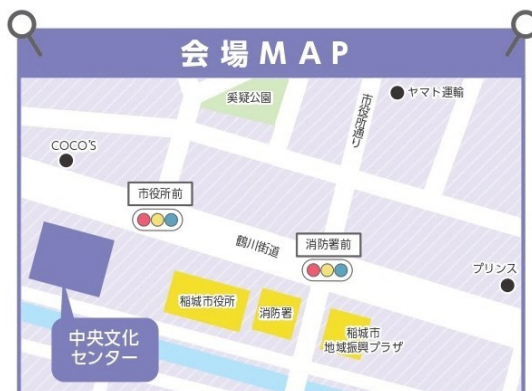 会場MAP
奚疑公園
市役所通り
ヤマト運輸
COCO'S
市役所前
鶴川街道
消防署前
プリンス
稲城市役所
消防署
稲城市
地域振興プラザ
中央文化
センター